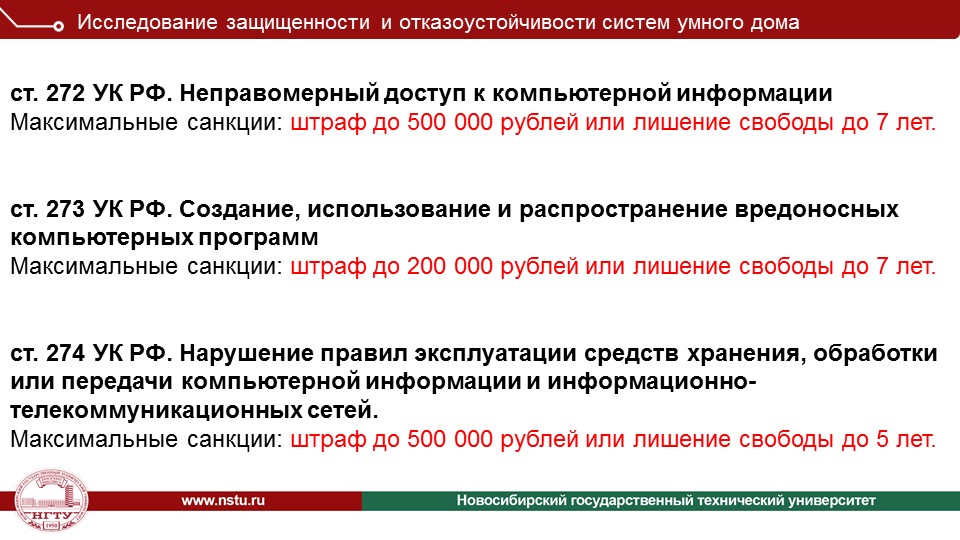 Исследование защищенности и отказоустойчивости систем умного дома
ст. 272 УК РФ. Неправомерный доступ к компьютерной информации
Максимальные санкции: штраф до 500 000 рублей или лишение свободы до 7 лет.
ст. 273 УК РФ. Создание, использование и распространение вредоносных
компьютерных программ
Максимальные санкции: штраф до 200 000 рублей или лишение свободы до 7 лет.
ст. 274 УК РФ. Нарушение правил эксплуатации средств хранения, обработки
или передачи компьютерной информации и информационно-
телекоммуникационных сетей.
Максимальные санкции: штраф до 500 000 рублей или лишение свободы до 5 лет.
НГТУ
1950
www.nstu.ru
Новосибирский государственный технический университет